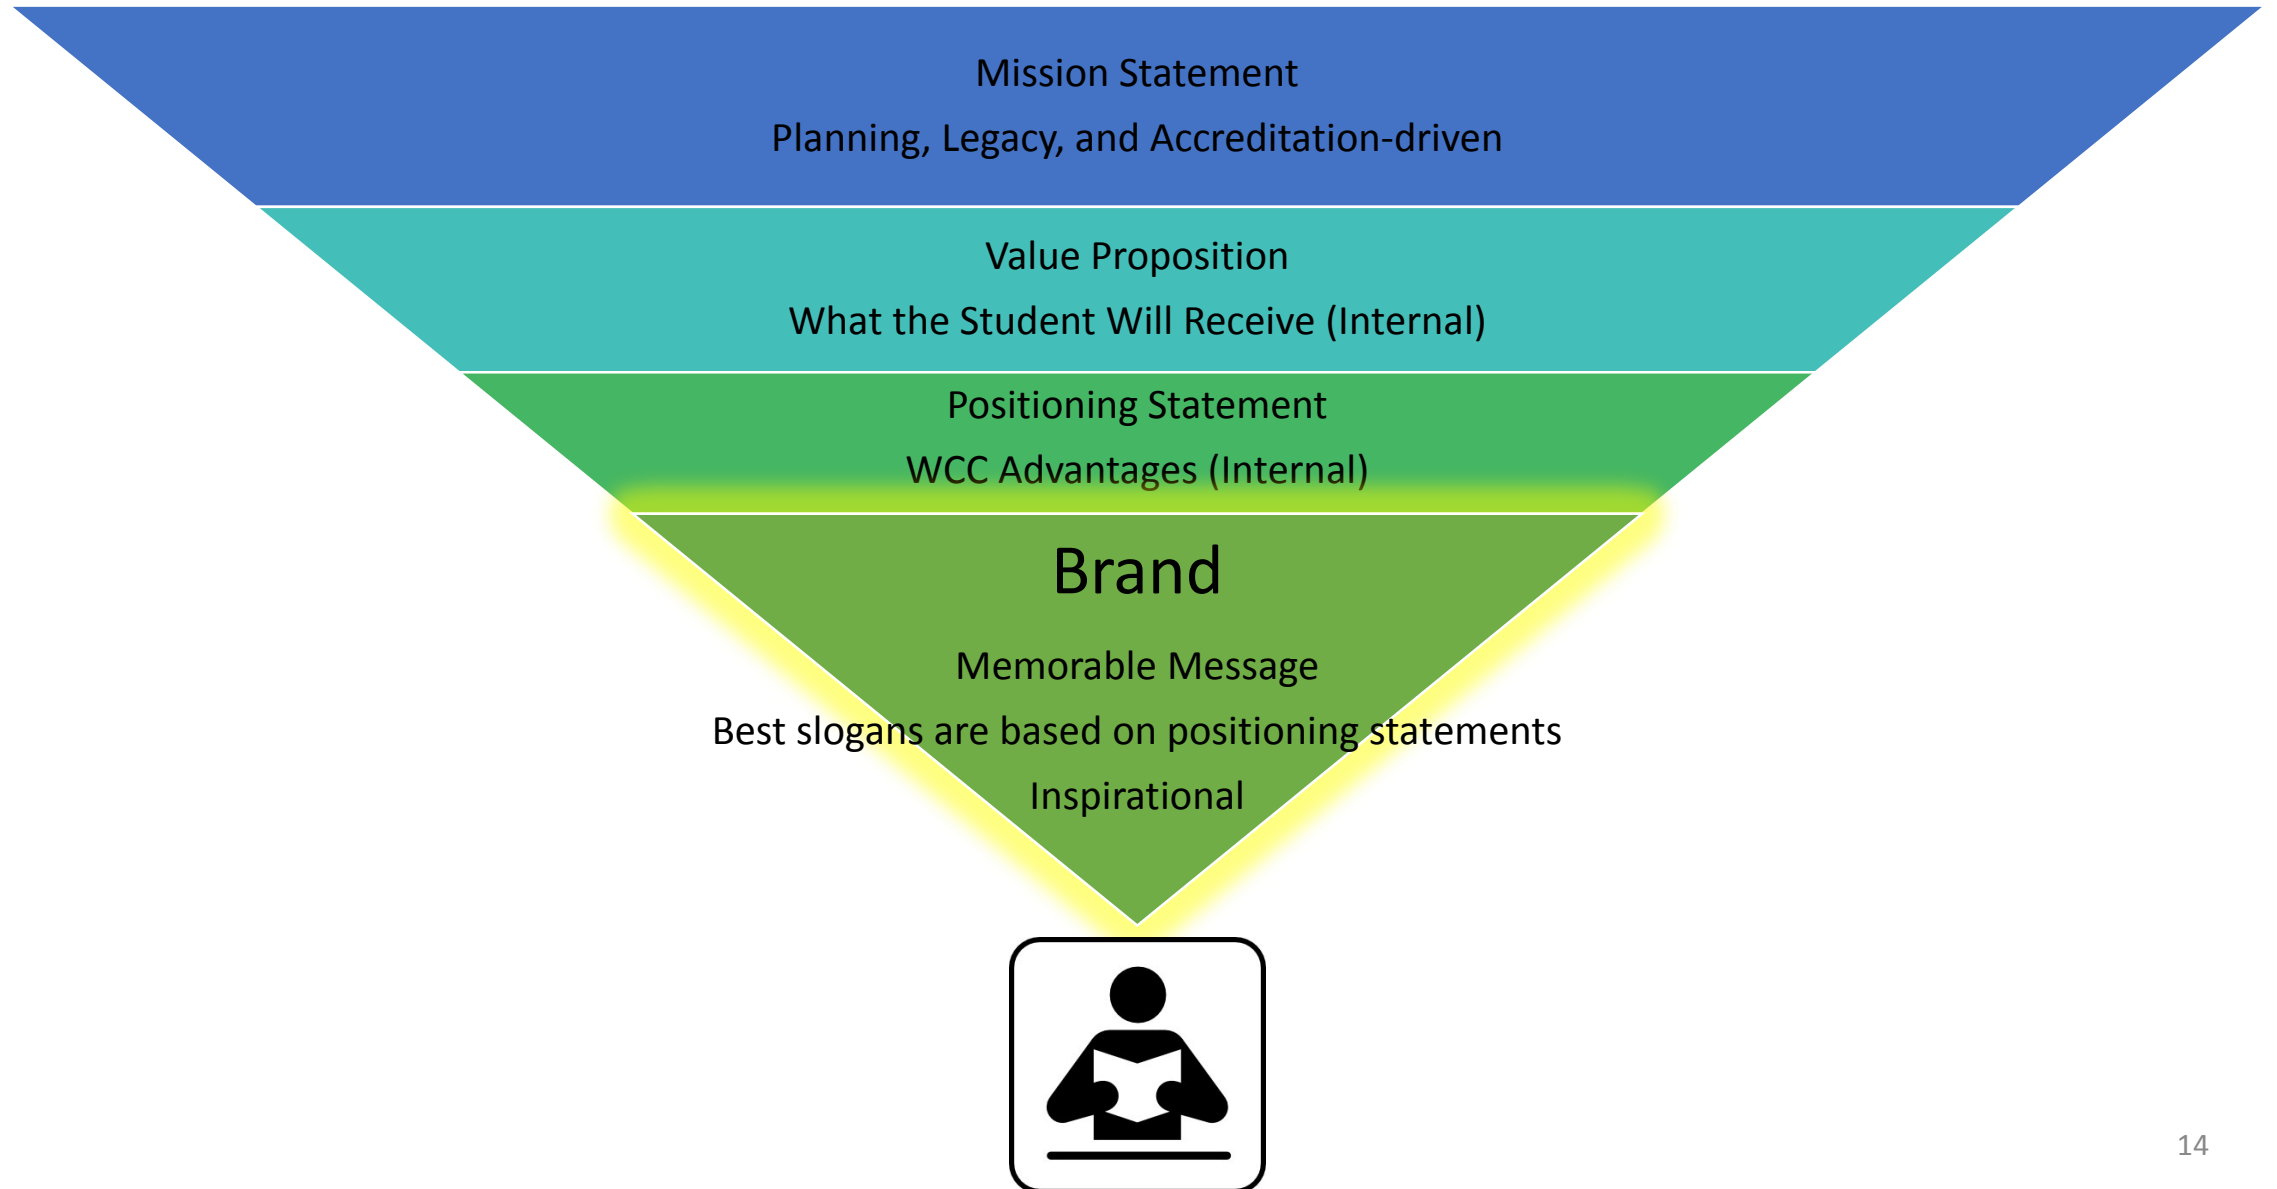 Mission Statement
Planning, Legacy, and Accreditation-driven
Value Proposition
What the Student Will Receive (Internal)
Positioning Statement
WCC Advantages (Internal)
Brand
Memorable Message
Best slogans are based on positioning statements
Inspirational
14